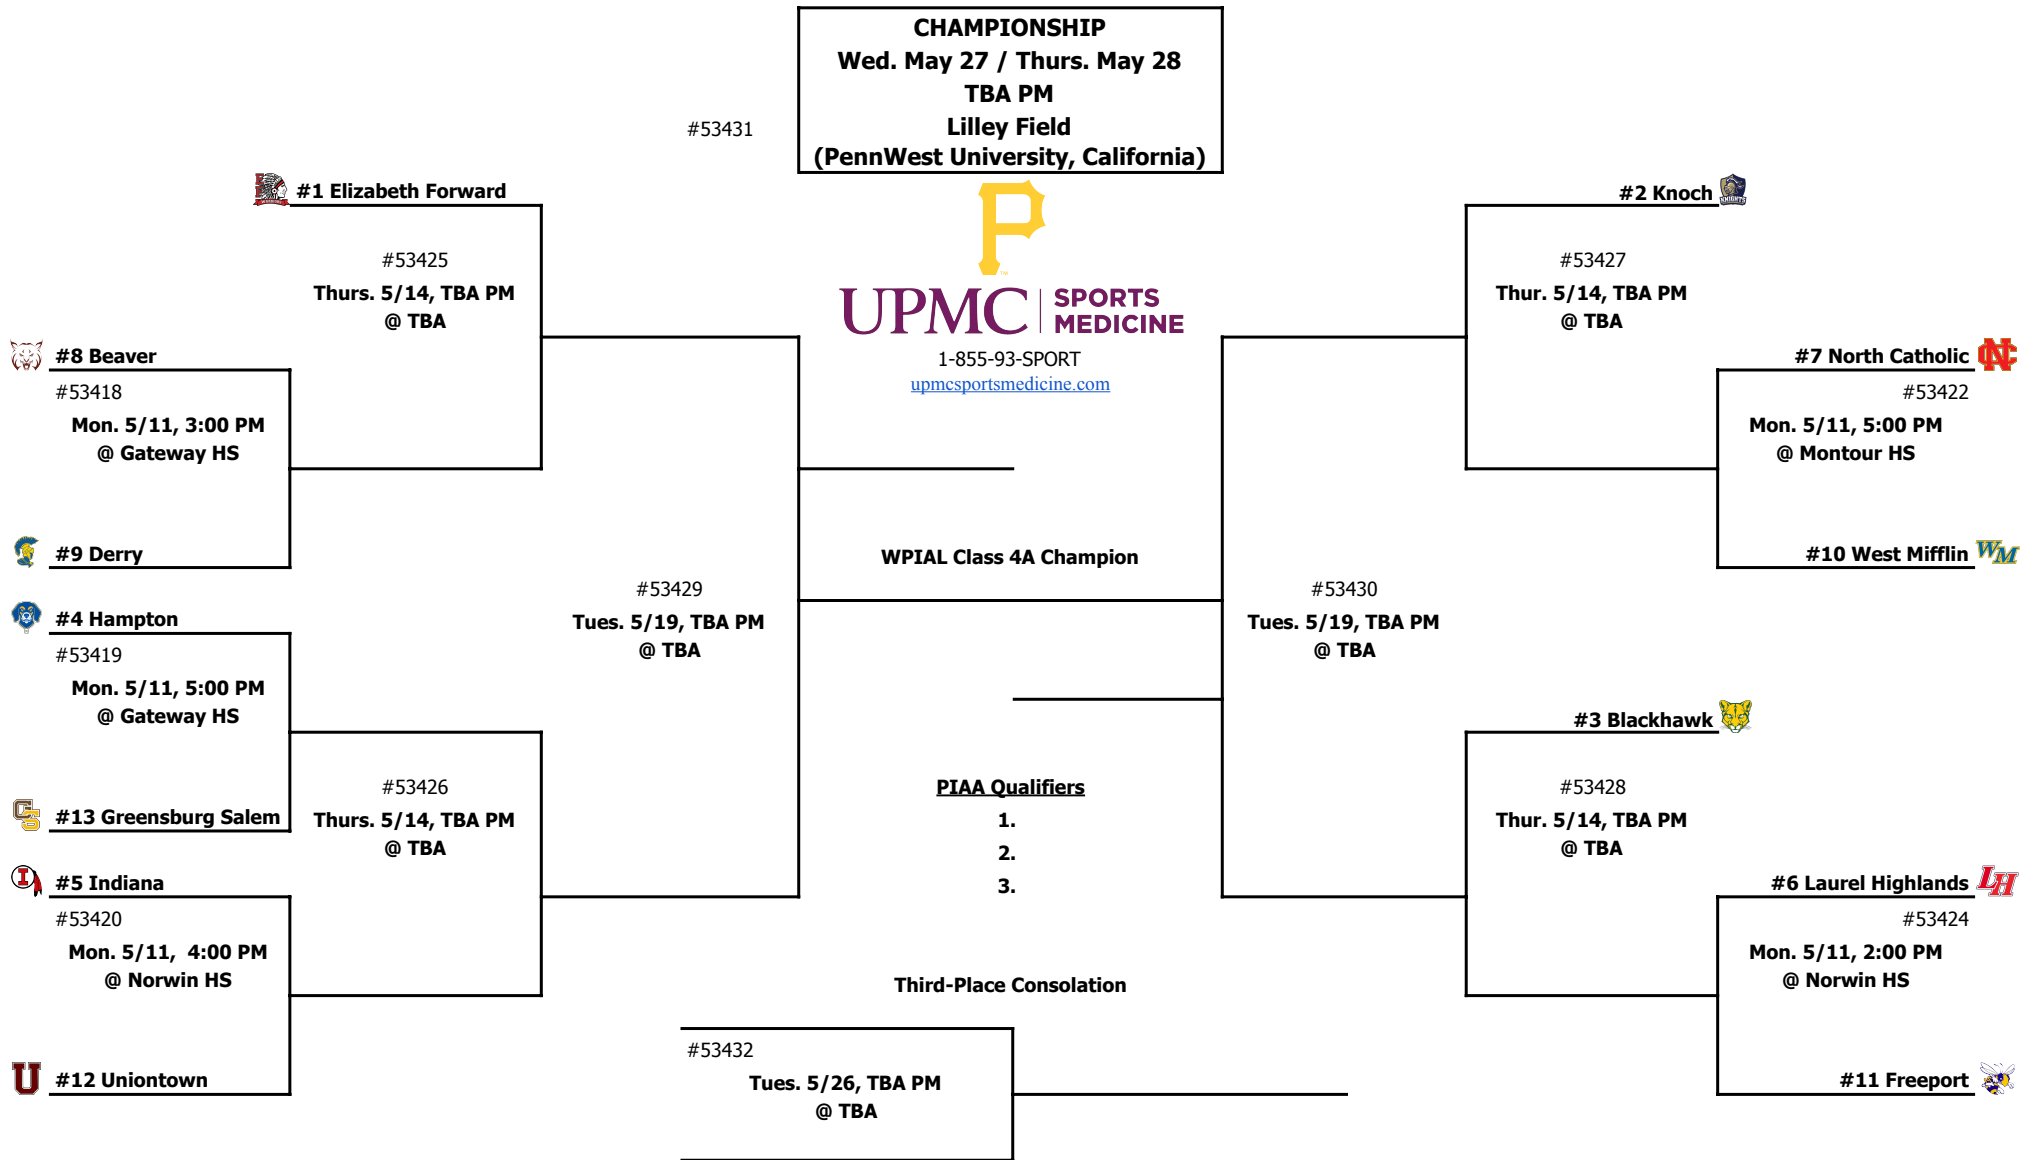 CHAMPIONSHIP
Wed. May 27 / Thurs. May 28
TBA PM
Lilley Field
(PennWest University, California)
#53431
#1 Elizabeth Forward
#53425
Thurs. 5/14, TBA PM
@ TBA
#8 Beaver
#53418
Mon. 5/11, 3:00 PM
@ Gateway HS
#9 Derry
#4 Hampton
#53419
Mon. 5/11, 5:00 PM
@ Gateway HS
#13 Greensburg Salem
#53426
Thurs. 5/14, TBA PM
@ TBA
#5 Indiana
#53420
Mon. 5/11,  4:00 PM
@ Norwin HS
#12 Uniontown
#53429
Tues. 5/19, TBA PM
@ TBA
P
UPMC | SPORTS
MEDICINE
1-855-93-SPORT
upmcsportsmedicine.com
WPIAL Class 4A Champion
PIAA Qualifiers
1.
2.
3.
Third-Place Consolation
#53432
Tues. 5/26, TBA PM
@ TBA
#53430
Tues. 5/19, TBA PM
@ TBA
#2 Knoch
KNIGHTS
#53427
Thur. 5/14, TBA PM
@ TBA
#7 North Catholic
NC
#53422
Mon. 5/11, 5:00 PM
@ Montour HS
#10 West Mifflin
WM
#3 Blackhawk
#53428
Thur. 5/14, TBA PM
@ TBA
#6 Laurel Highlands
LH
#53424
Mon. 5/11, 2:00 PM
@ Norwin HS
#11 Freeport
GS
I
U